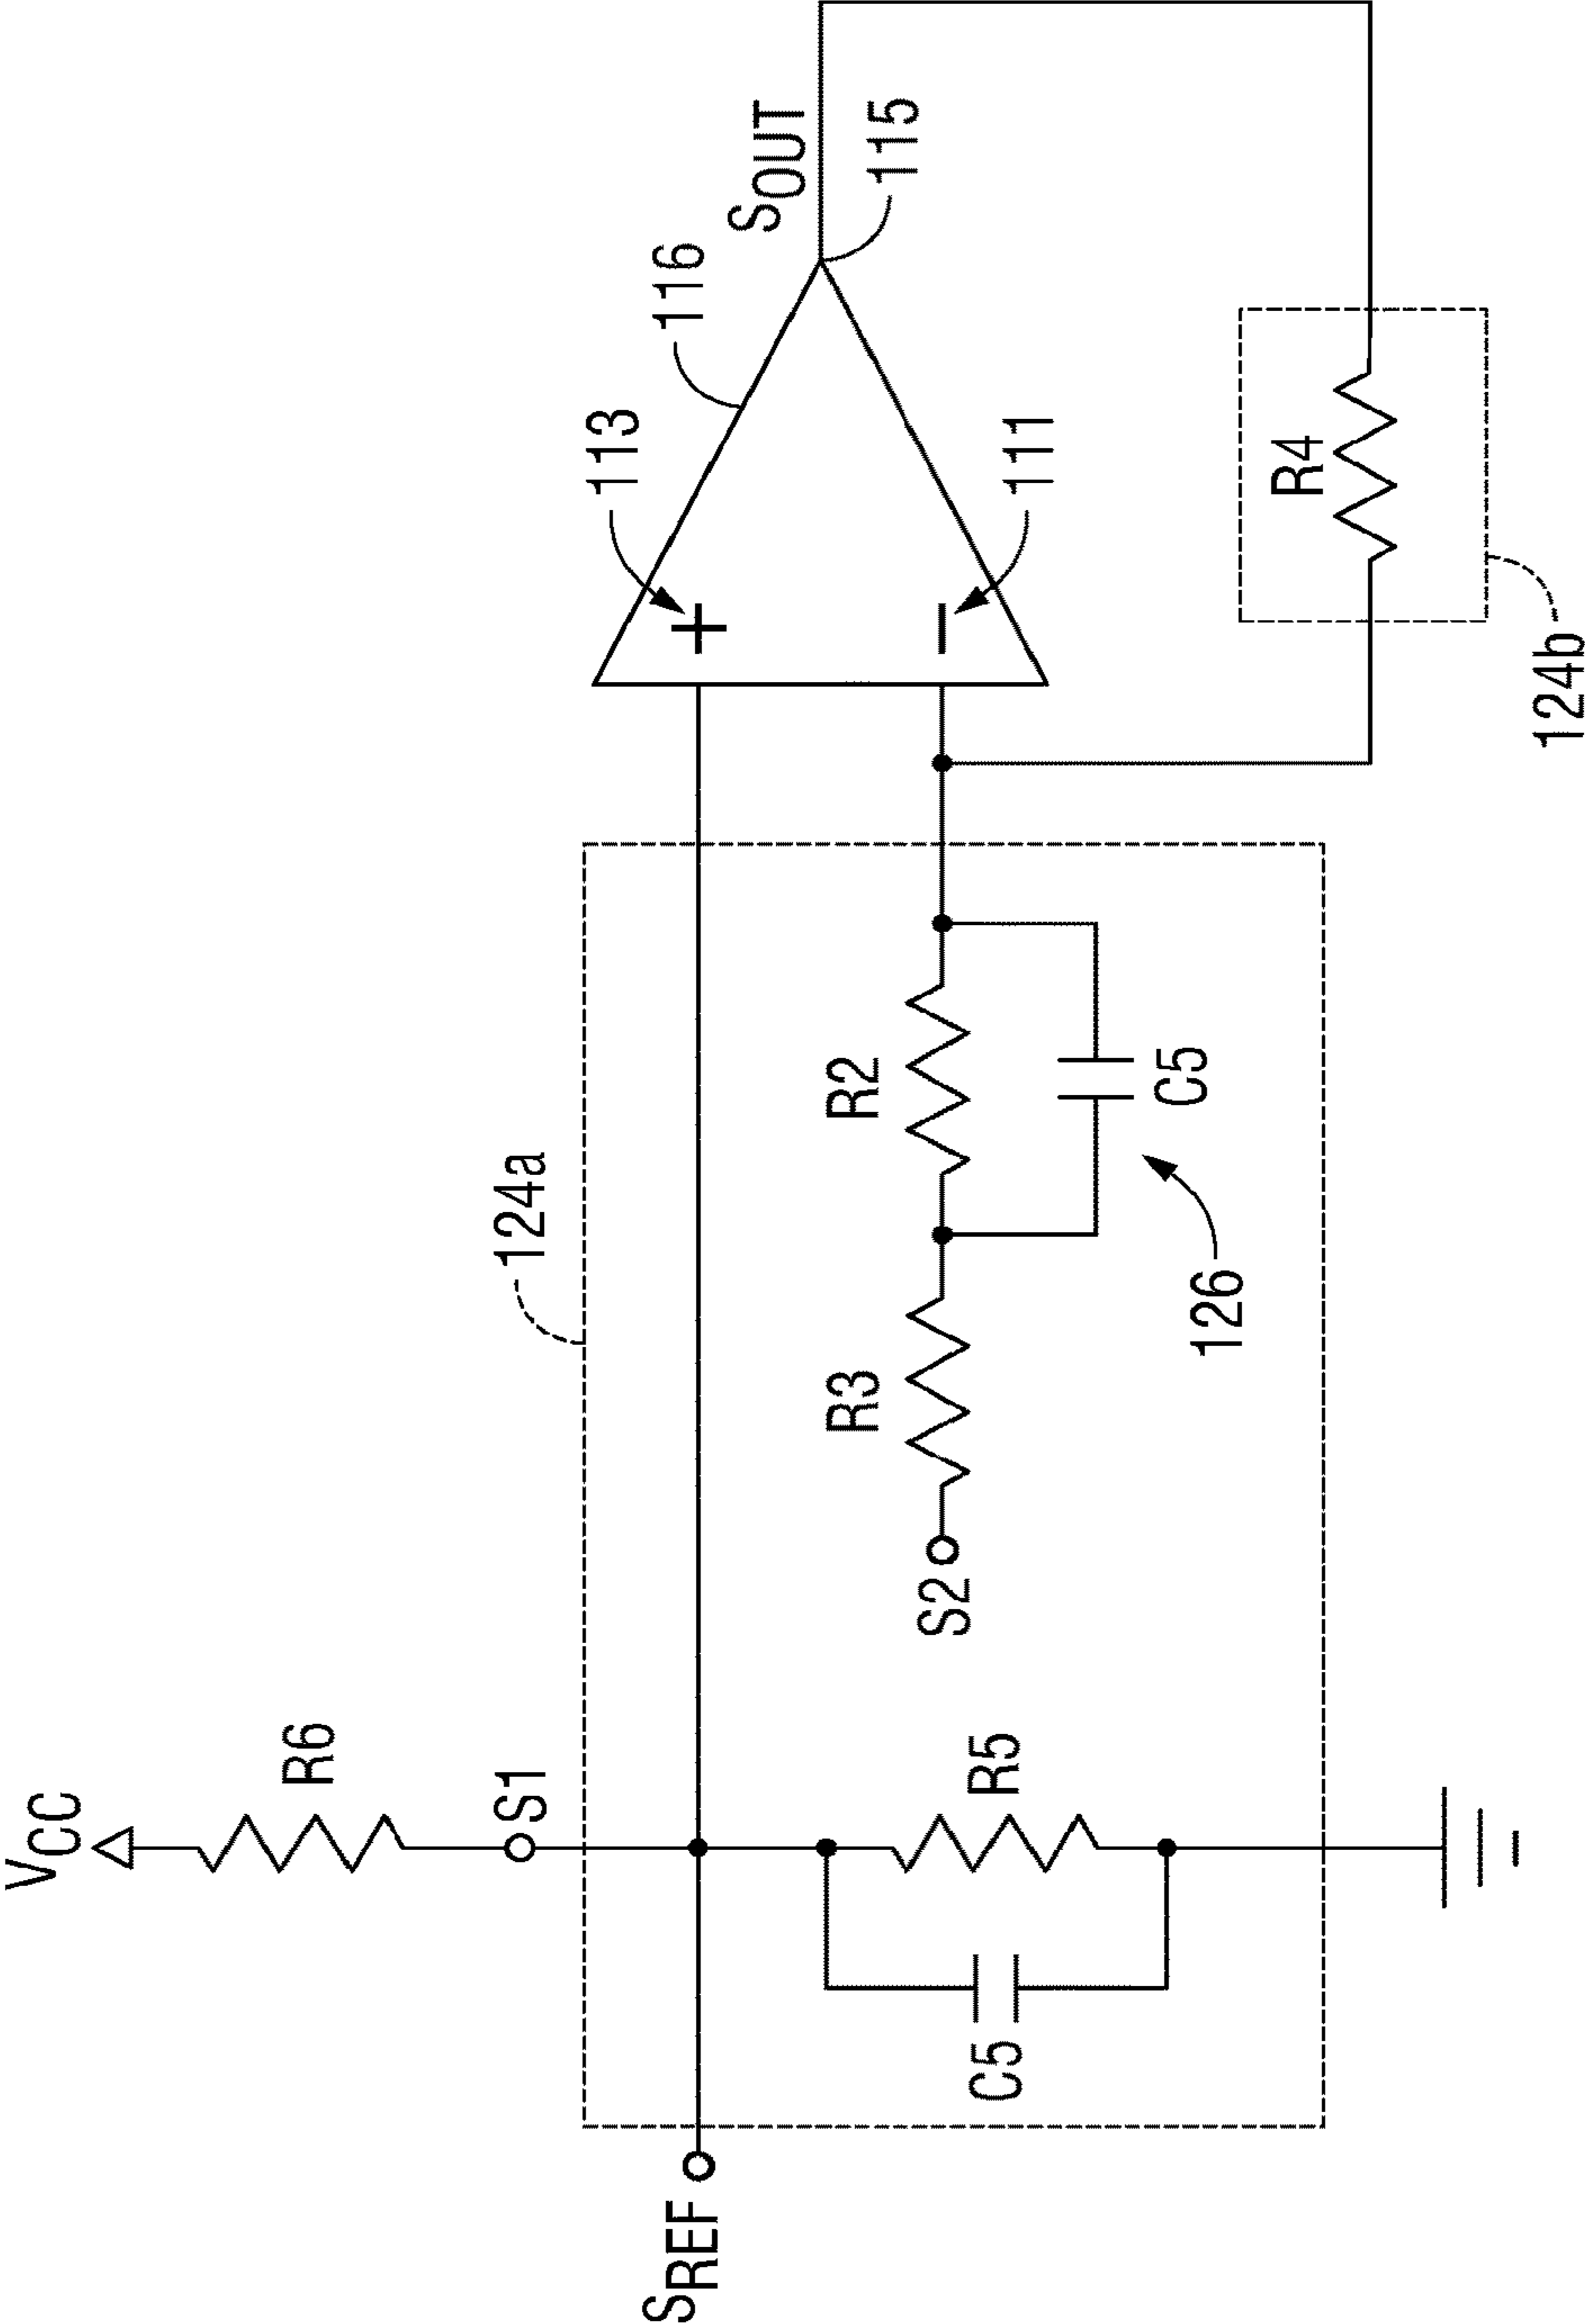 VCC
R6
S1
SREF
C5
R5
124a
S2
R3
R2
C5
126
113
116
111
SOUT
115
R4
124b